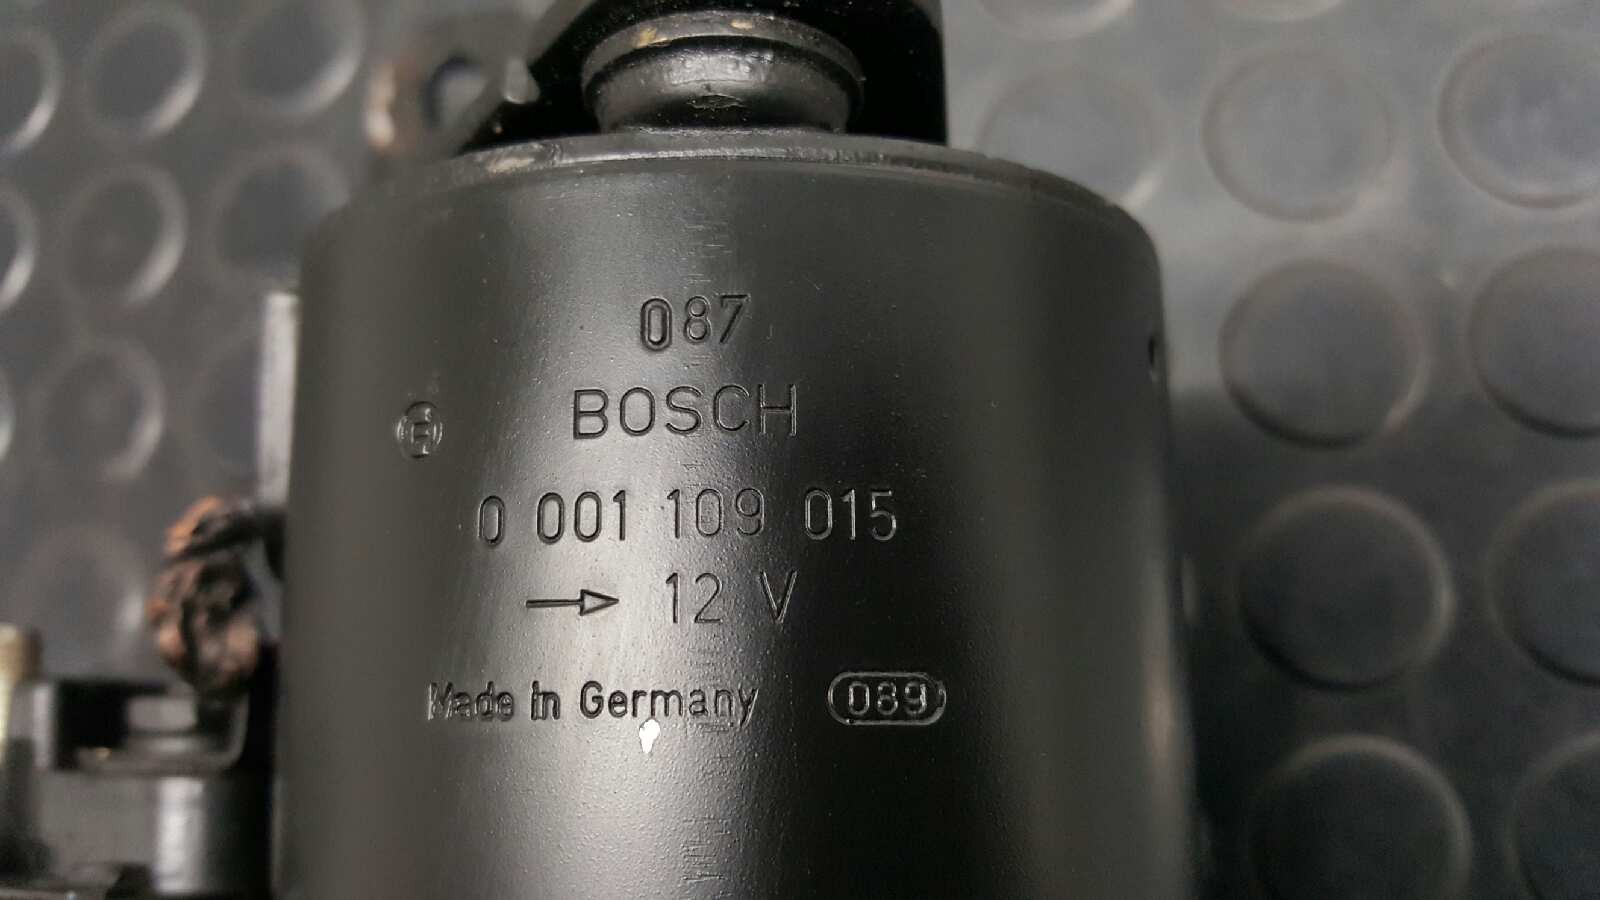 087
BOSCH
0 001 109 015
→ 12 V
Made in Germany 089